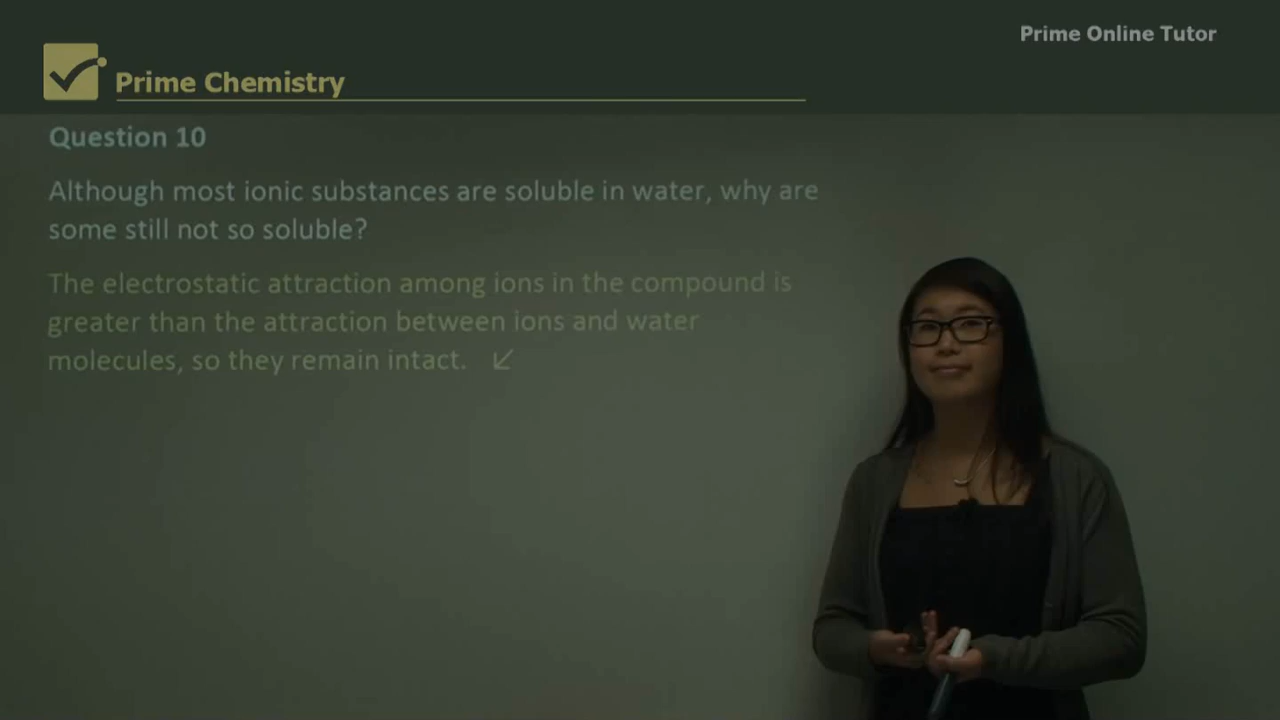 Prime Online Tutor
Prime Chemistry
Question 10
Although most ionic substances are soluble in water, why are
some still not so soluble?
The electrostatic attraction among ions in the compound is
greater than the attraction between ions and water
molecules, so they remain intact. ↙